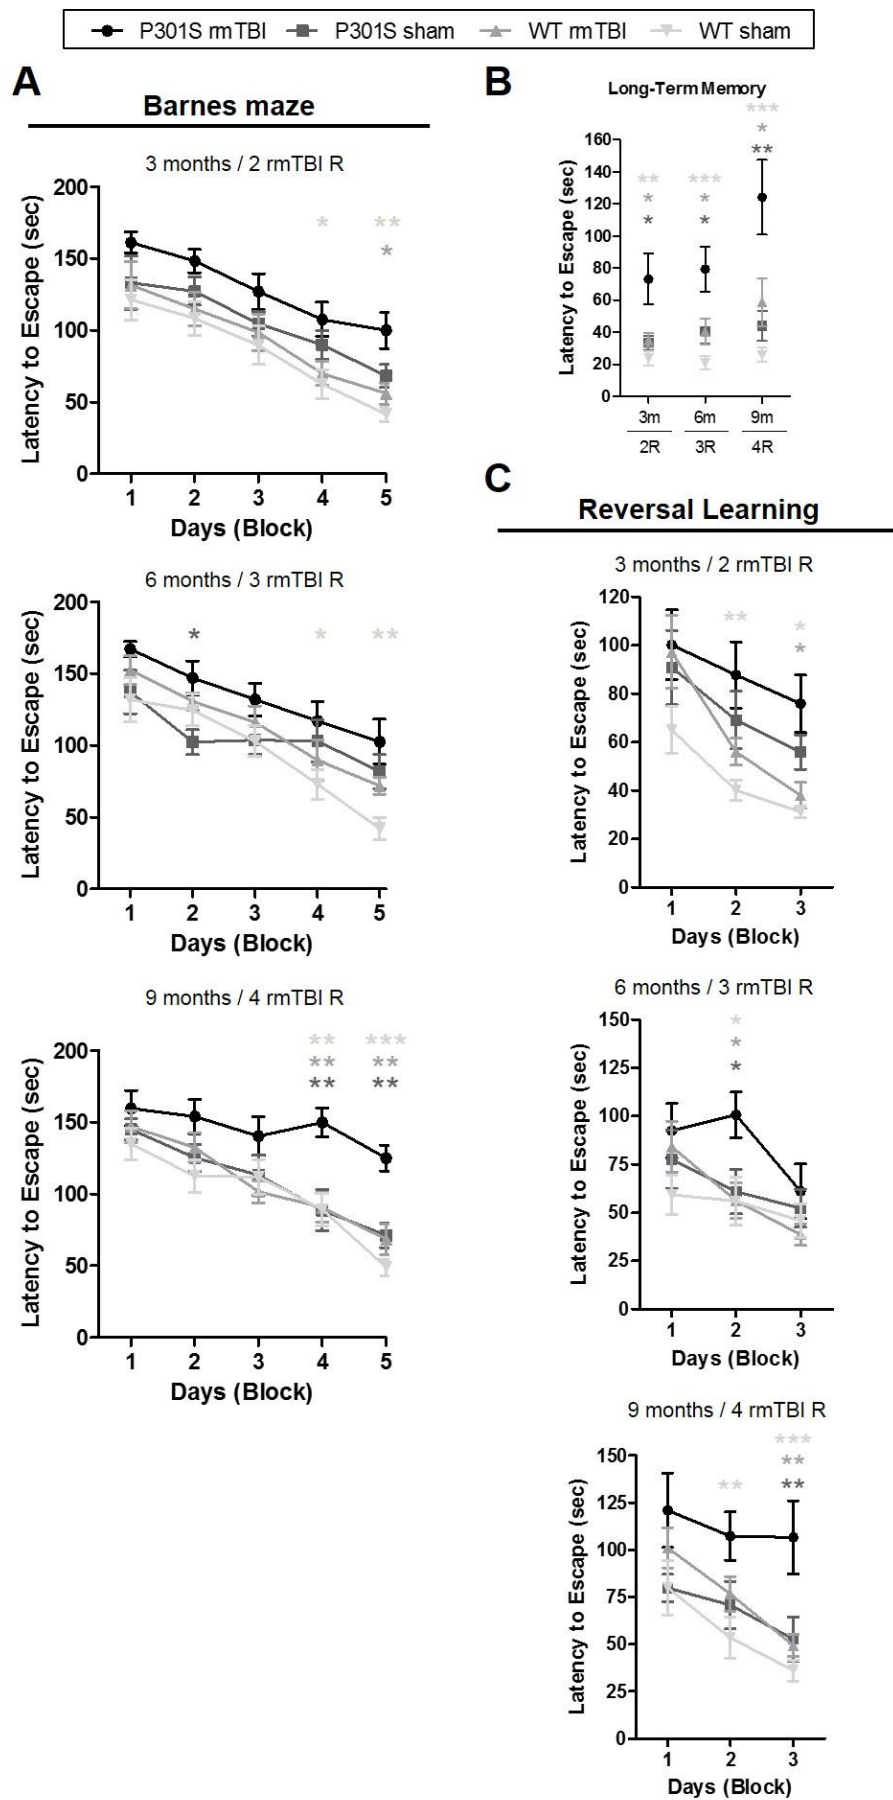 P301S rmTBI P301S sham WT rmTBI WT sham
A
Barnes maze
3 months / 2 rmTBI R
Latency to Escape (sec)
200
150
100
50
0
* **
*
1 2 3 4 5
Days (Block)
6 months / 3 rmTBI R
Latency to Escape (sec)
200
150
100
50
0
* * **
1 2 3 4 5
Days (Block)
9 months / 4 rmTBI R
Latency to Escape (sec)
200
150
100
50
0
** ***
** **
** **
1 2 3 4 5
Days (Block)
B
Long-Term Memory
Latency to Escape (sec)
160
140
120
100
80
60
40
20
0
***
*
**
** ***
* *
* *
3m 6m 9m
2R 3R 4R
C
Reversal Learning
3 months / 2 rmTBI R
Latency to Escape (sec)
120
100
80
60
40
20
0
** *
*
1 2 3
Days (Block)
6 months / 3 rmTBI R
Latency to Escape (sec)
150
125
100
75
50
25
0
*
*
*
1 2 3
Days (Block)
9 months / 4 rmTBI R
Latency to Escape (sec)
150
125
100
75
50
25
0
***
**
** **
1 2 3
Days (Block)